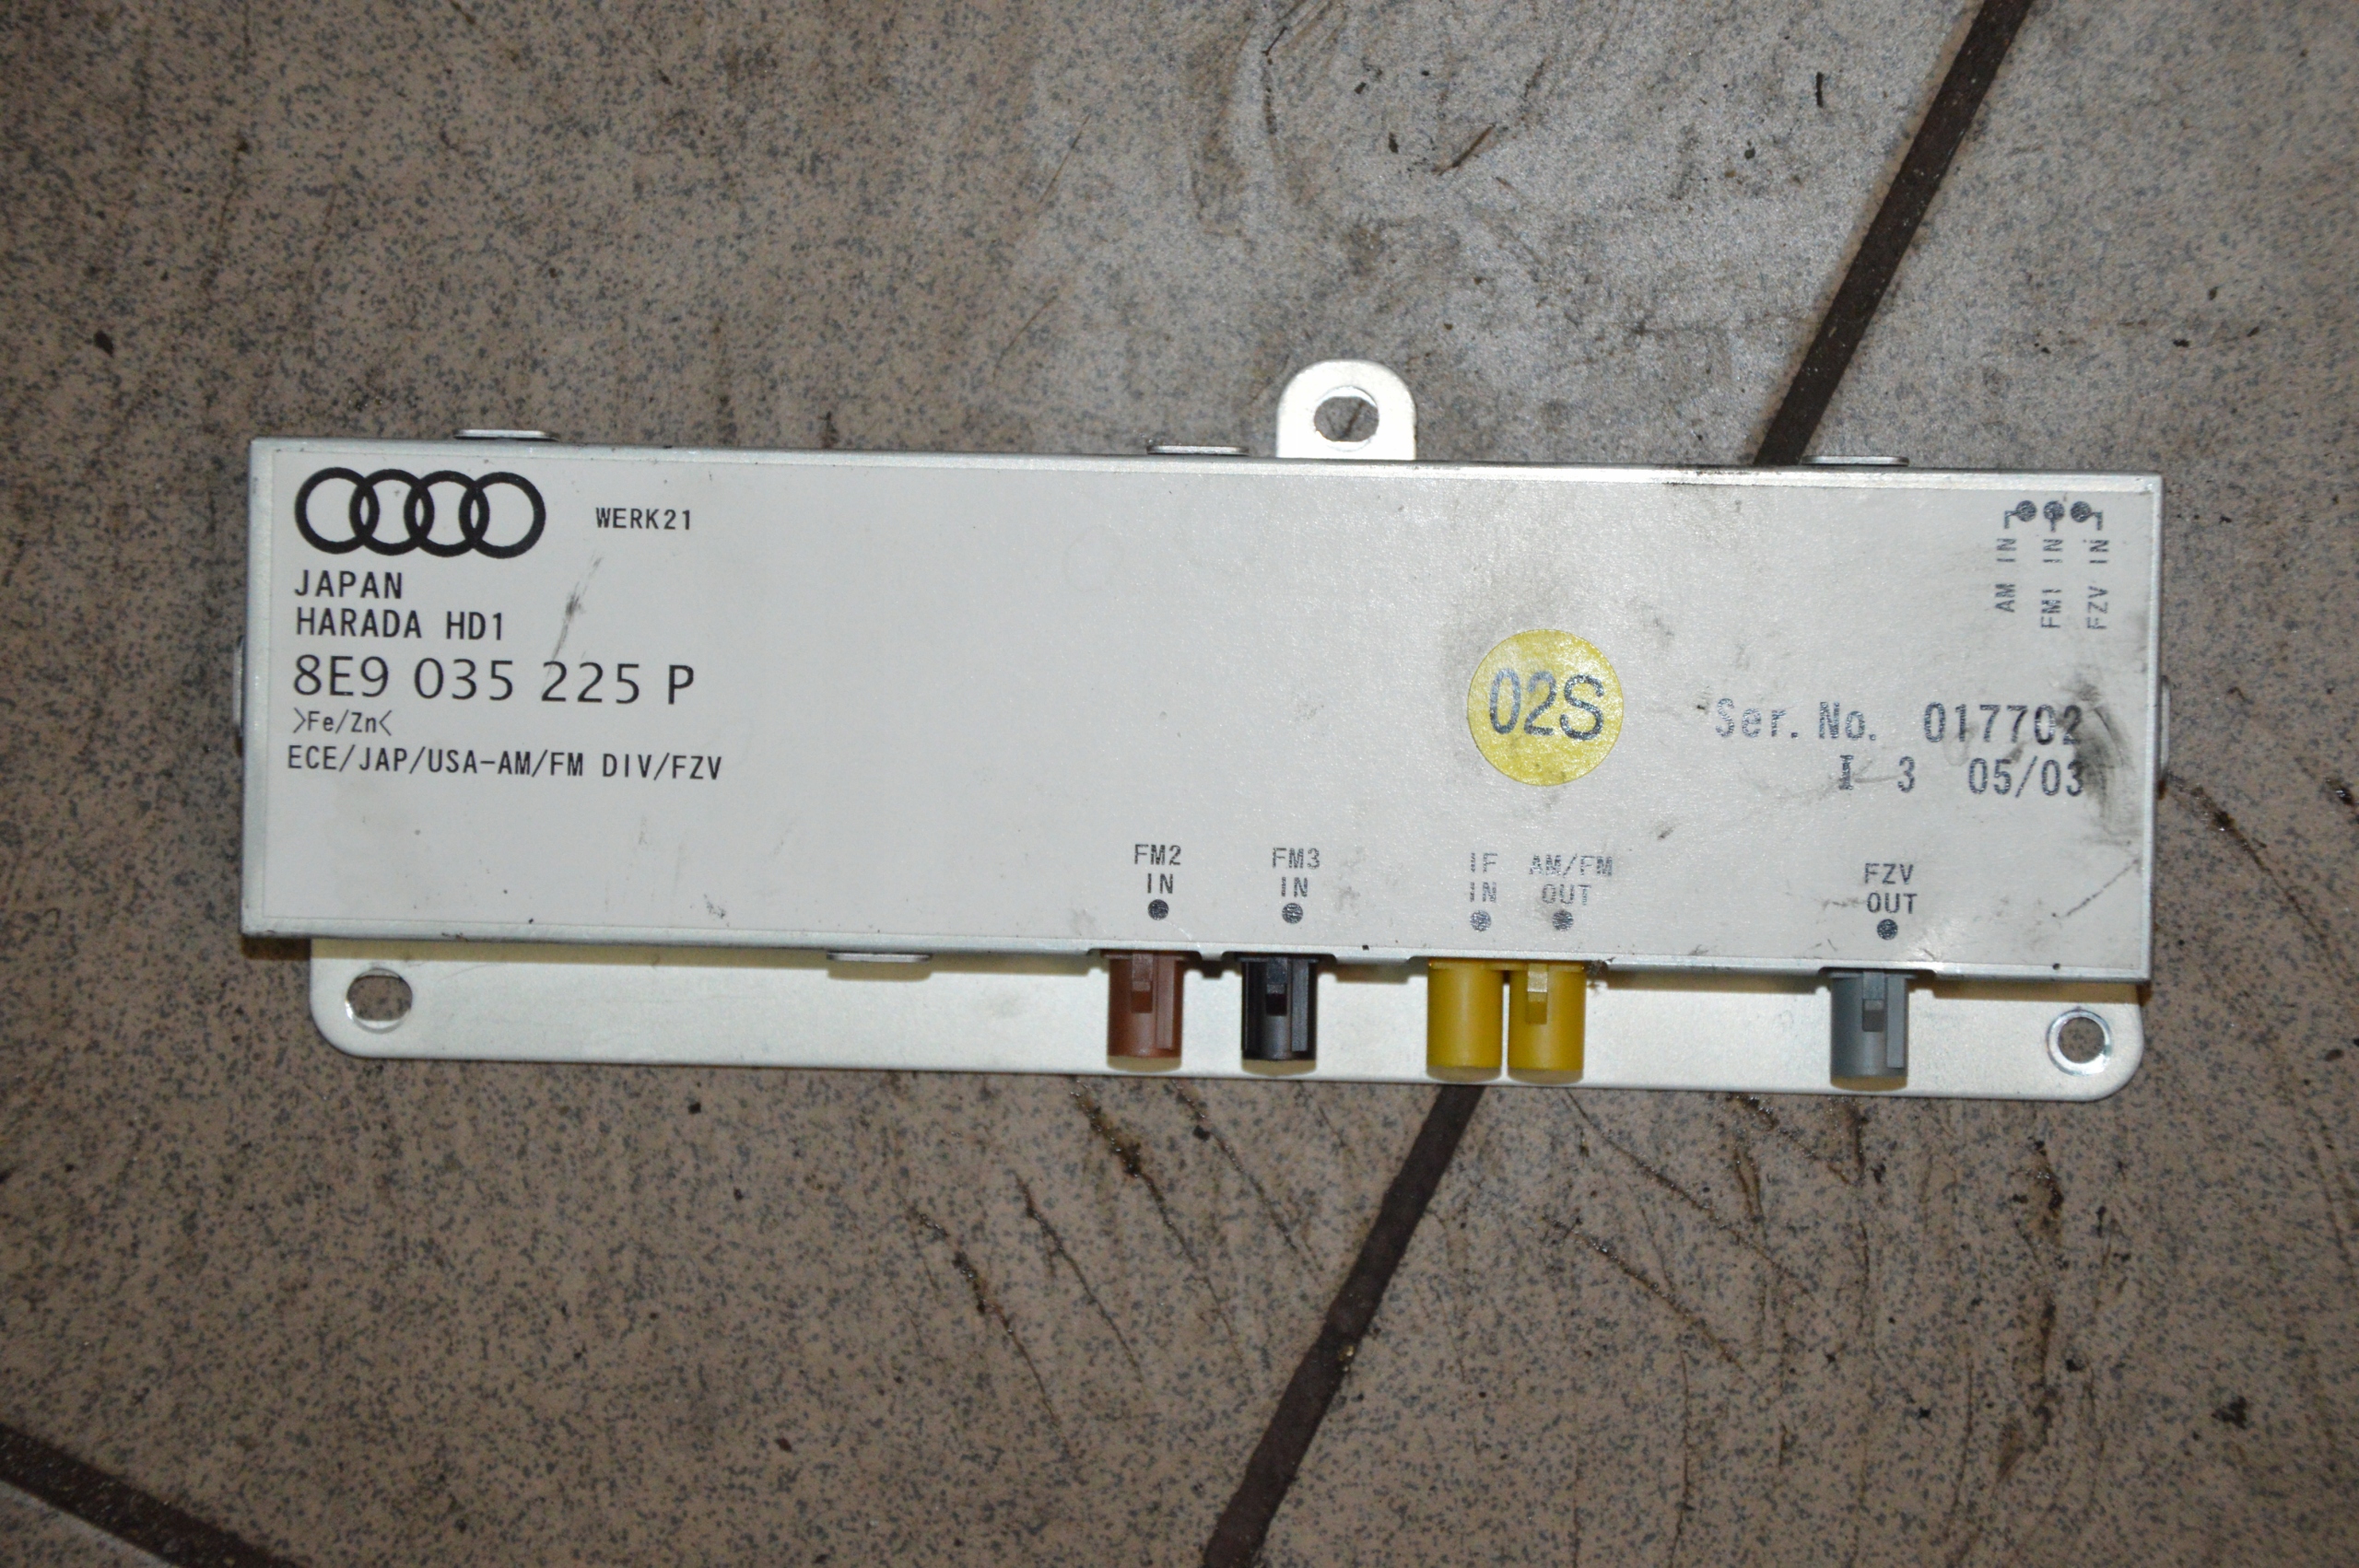 WERK21
JAPAN
HARADA HD1
8E9 035 225 P
>Fe/Zn<
ECE/JAP/USA-AM/FM DIV/FZV
AM IN
FM1 IN
FZV IN
02S
Ser. No. 017702
3 05/03
FM2
IN
FM3
IN
IF
IN
AM/FM
OUT
FZV
OUT